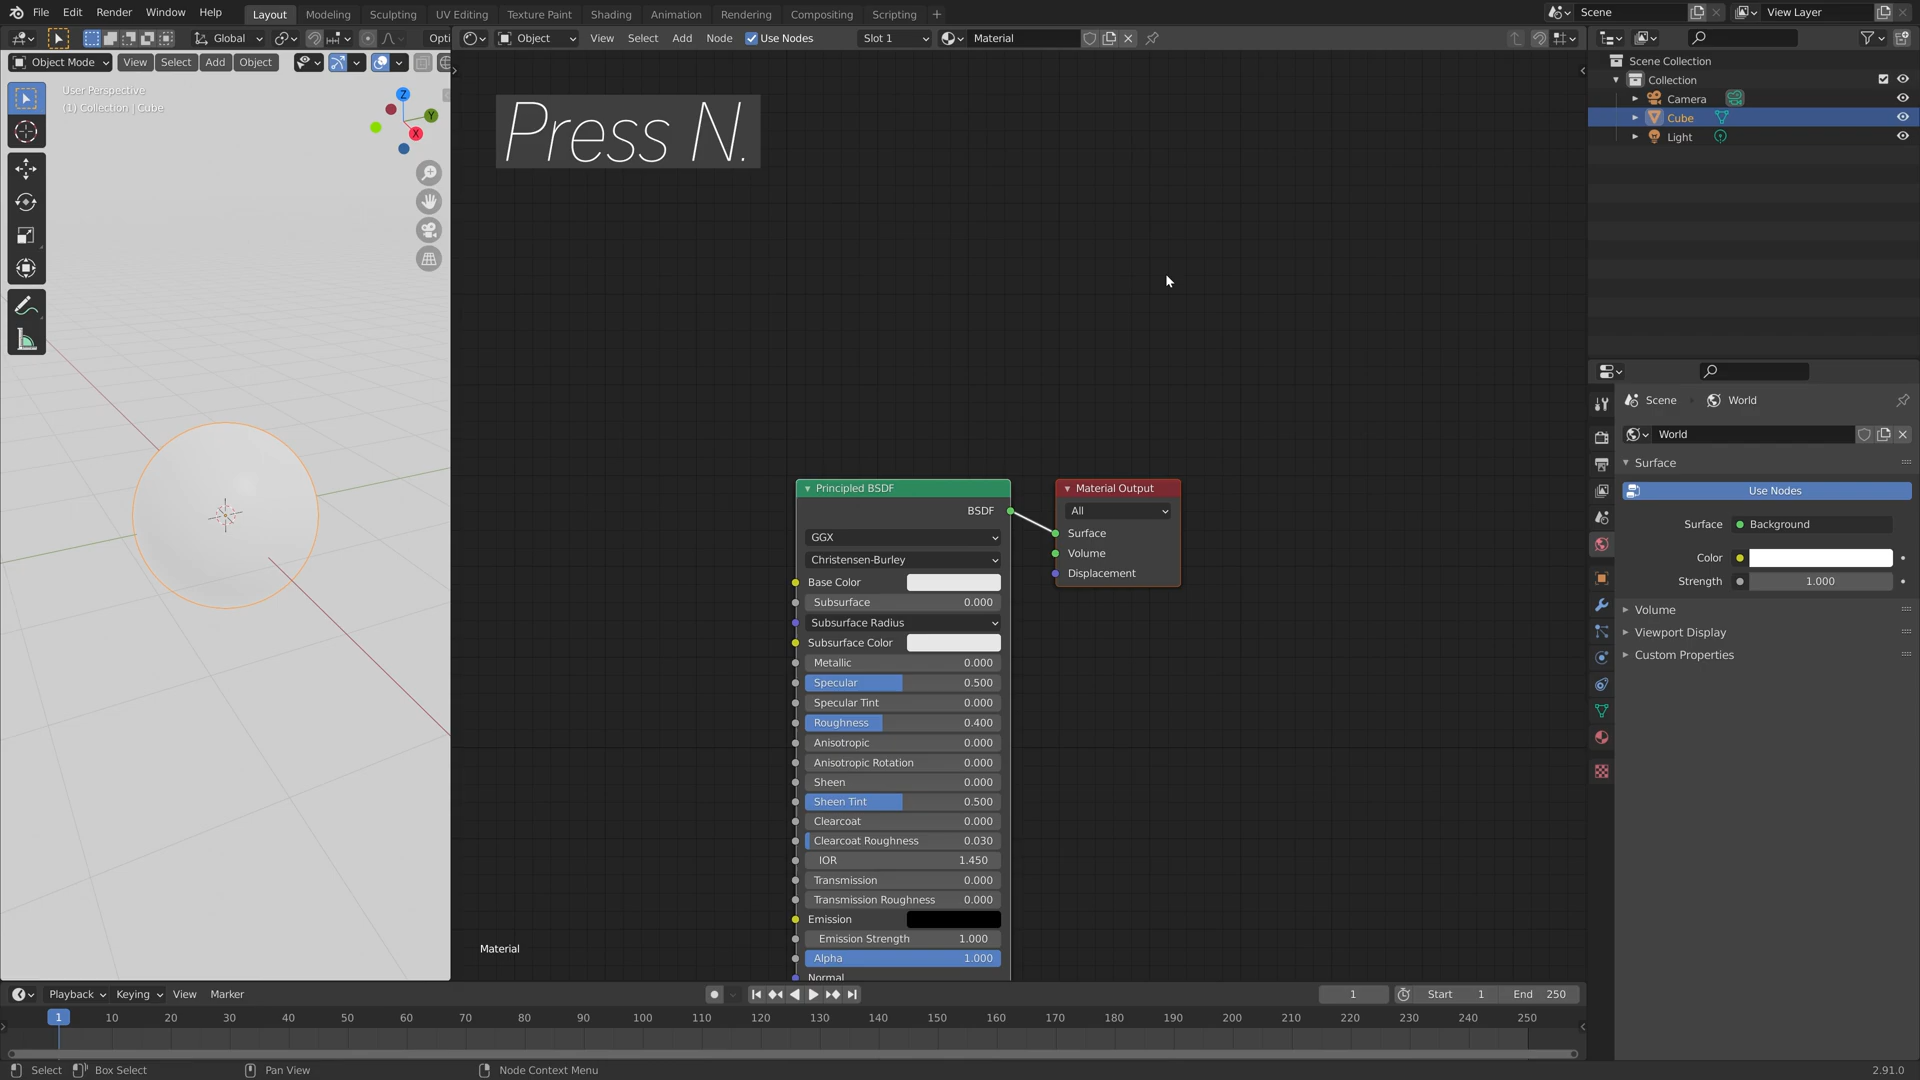 File Edit Render Window Help Layout Modeling Sculpting UV Editing Texture Paint Shading Animation Rendering Compositing Scripting + Scene View Layer
Global Opti Object View Select Add Node Use Nodes Slot 1 Material
Object Mode View Select Add Object
User Perspective
(1) Collection | Cube
Z
Y
X
Press N.
Scene Collection
Collection
Camera
Cube
Light
Principled BSDF
BSDF
GGX
Christensen-Burley
Base Color
Subsurface 0.000
Subsurface Radius
Subsurface Color
Metallic 0.000
Specular 0.500
Specular Tint 0.000
Roughness 0.400
Anisotropic 0.000
Anisotropic Rotation 0.000
Sheen 0.000
Sheen Tint 0.500
Clearcoat 0.000
Clearcoat Roughness 0.030
IOR 1.450
Transmission 0.000
Transmission Roughness 0.000
Emission
Emission Strength 1.000
Alpha 1.000
Normal
Material Output
All
Surface
Volume
Displacement
Material
Scene World
World
Surface
Use Nodes
Surface Background
Color
Strength 1.000
Volume
Viewport Display
Custom Properties
Playback Keying View Marker 1 Start 1 End 250
1 10 20 30 40 50 60 70 80 90 100 110 120 130 140 150 160 170 180 190 200 210 220 230 240 250
Select Box Select Pan View Node Context Menu 2.91.0